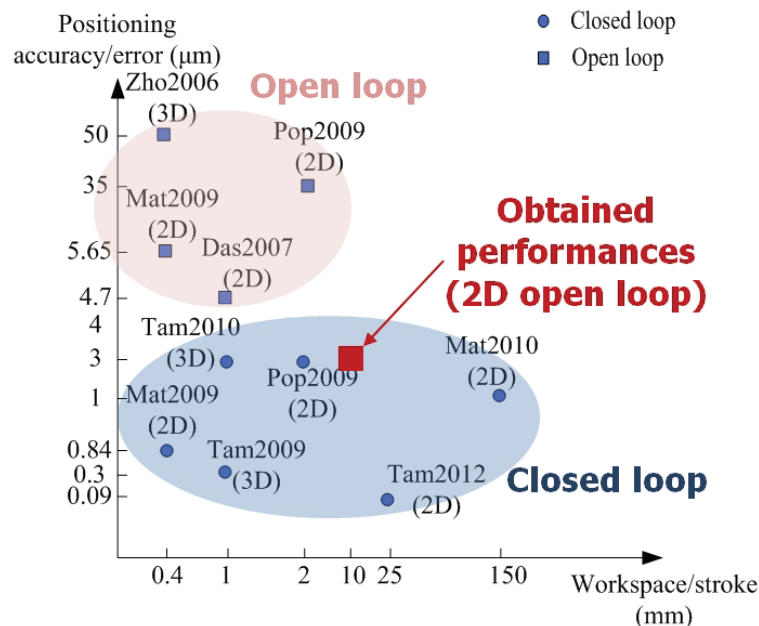 Positioning
accuracy/error (μm)
Closed loop
Open loop
Zho2006
(3D)
Open loop
Pop2009
(2D)
50
35
Mat2009
(2D)
Das2007
(2D)
5.65
4.7
Obtained
performances
(2D open loop)
4
Tam2010
(3D)
3
Pop2009
(2D)
Mat2010
(2D)
1
Mat2009
(2D)
0.84
Tam2009
(3D)
0.3
0.09
Tam2012
(2D)
Closed loop
0.4 1 2 10 25 150
Workspace/stroke
(mm)